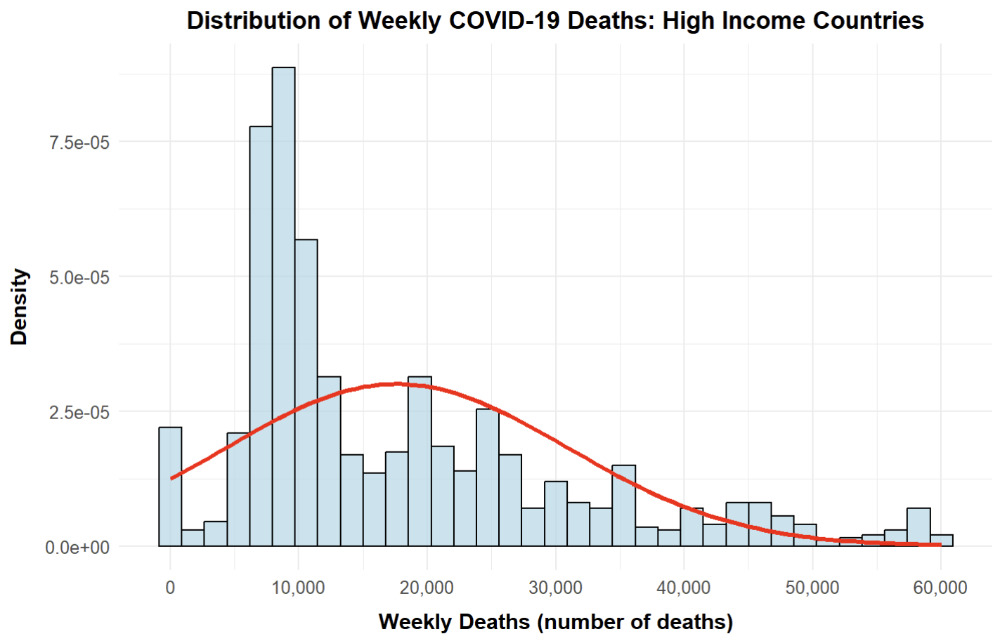 Distribution of Weekly COVID-19 Deaths: High Income Countries
Density
7.5e-05
5.0e-05
2.5e-05
0.0e+00
0 10,000 20,000 30,000 40,000 50,000 60,000
Weekly Deaths (number of deaths)